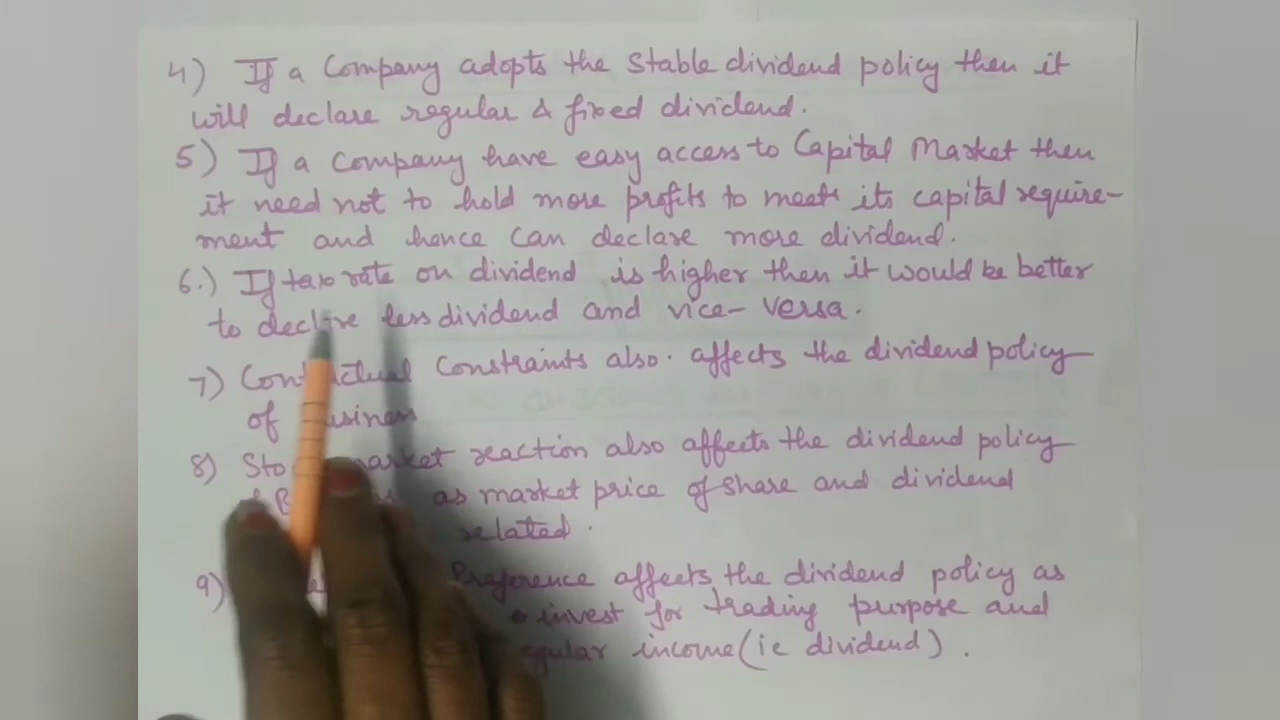 4) If a Company adopts the Stable dividend policy then it
will declare regular & fixed dividend.
5) If a Company have easy access to Capital Market then
it need not to hold more profits to meet its capital require-
ment and hence can declare more dividend.
6.) If tax rate on dividend is higher then it would be better
to declare less dividend and vice-versa.
7) Constraints also affects the dividend policy
of
8) market reaction also affects the dividend policy
as market price of share and dividend
related.
9) Preference affects the dividend policy as
invest for trading purpose and
income (ie dividend).